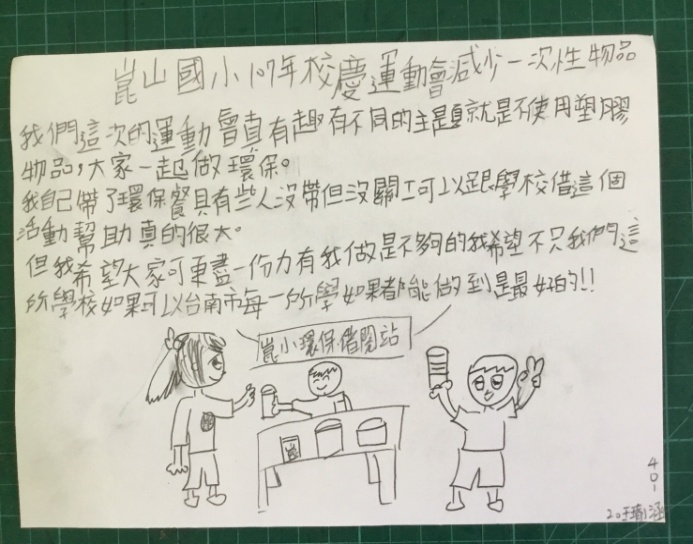 崑山國小107年校慶運動會減少一次性物品
我們這次的運動會真有趣有不同的主題就是不使用塑膠
物品,大家一起做環保。
我自己帶了環保餐具有些人沒帶但沒關工可以跟學校借這個
活動幫助真的很大。
但我希望大家可更盡一份力有我做是不夠的我希望不只我們這
所學校如果可以台南市每一所學如果都能做到是最好的!!
崑小環保借閱站
401
20王